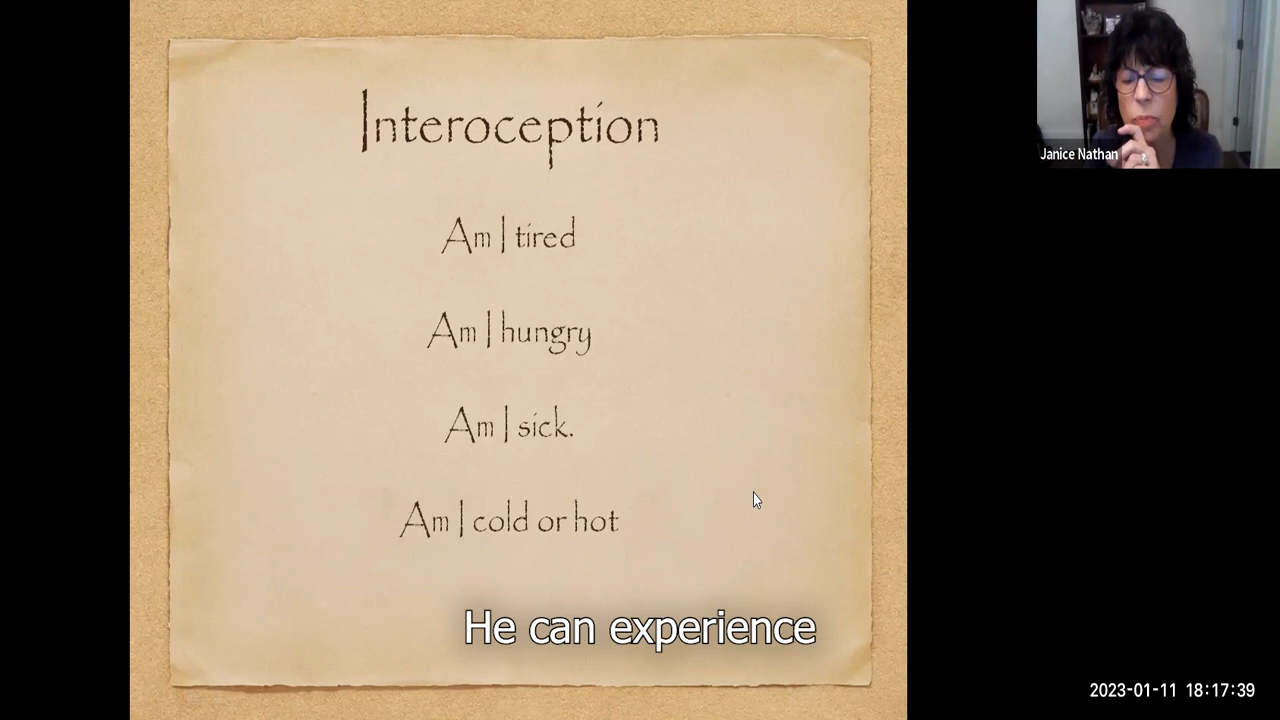 Interoception
Am I tired
Am I hungry
Am I sick.
Am I cold or hot
He can experience
Janice Nathan
2023-01-11 18:17:39